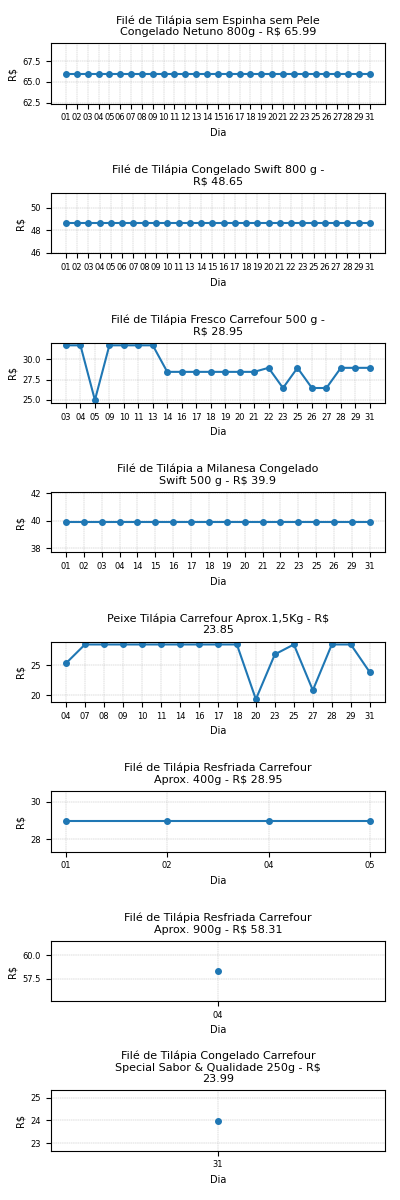 Filé de Tilápia sem Espinha sem Pele
Congelado Netuno 800g - R$ 65.99
67.5
65.0
62.5
R$
01 02 03 04 05 06 07 08 09 10 11 12 13 14 15 16 17 18 19 20 21 22 23 24 25 26 27 28 29 31
Dia
Filé de Tilápia Congelado Swift 800 g -
R$ 48.65
50
48
46
R$
01 02 03 04 05 06 07 08 09 10 11 13 14 15 16 17 18 19 20 21 22 23 25 26 27 28 29 31
Dia
Filé de Tilápia Fresco Carrefour 500 g -
R$ 28.95
30.0
27.5
25.0
R$
03 04 05 09 10 11 13 14 16 17 18 19 20 21 22 23 25 26 27 28 29 31
Dia
Filé de Tilápia a Milanesa Congelado
Swift 500 g - R$ 39.9
42
40
38
R$
01 02 03 04 14 15 16 17 18 19 20 21 22 23 25 26 29 31
Dia
Peixe Tilápia Carrefour Aprox.1,5Kg - R$
23.85
25
20
R$
04 07 08 09 10 11 14 16 17 18 20 23 25 27 28 29 31
Dia
Filé de Tilápia Resfriada Carrefour
Aprox. 400g - R$ 28.95
30
28
R$
01 02 04 05
Dia
Filé de Tilápia Resfriada Carrefour
Aprox. 900g - R$ 58.31
60.0
57.5
R$
04
Dia
Filé de Tilápia Congelado Carrefour
Special Sabor & Qualidade 250g - R$
23.99
25
24
23
R$
31
Dia